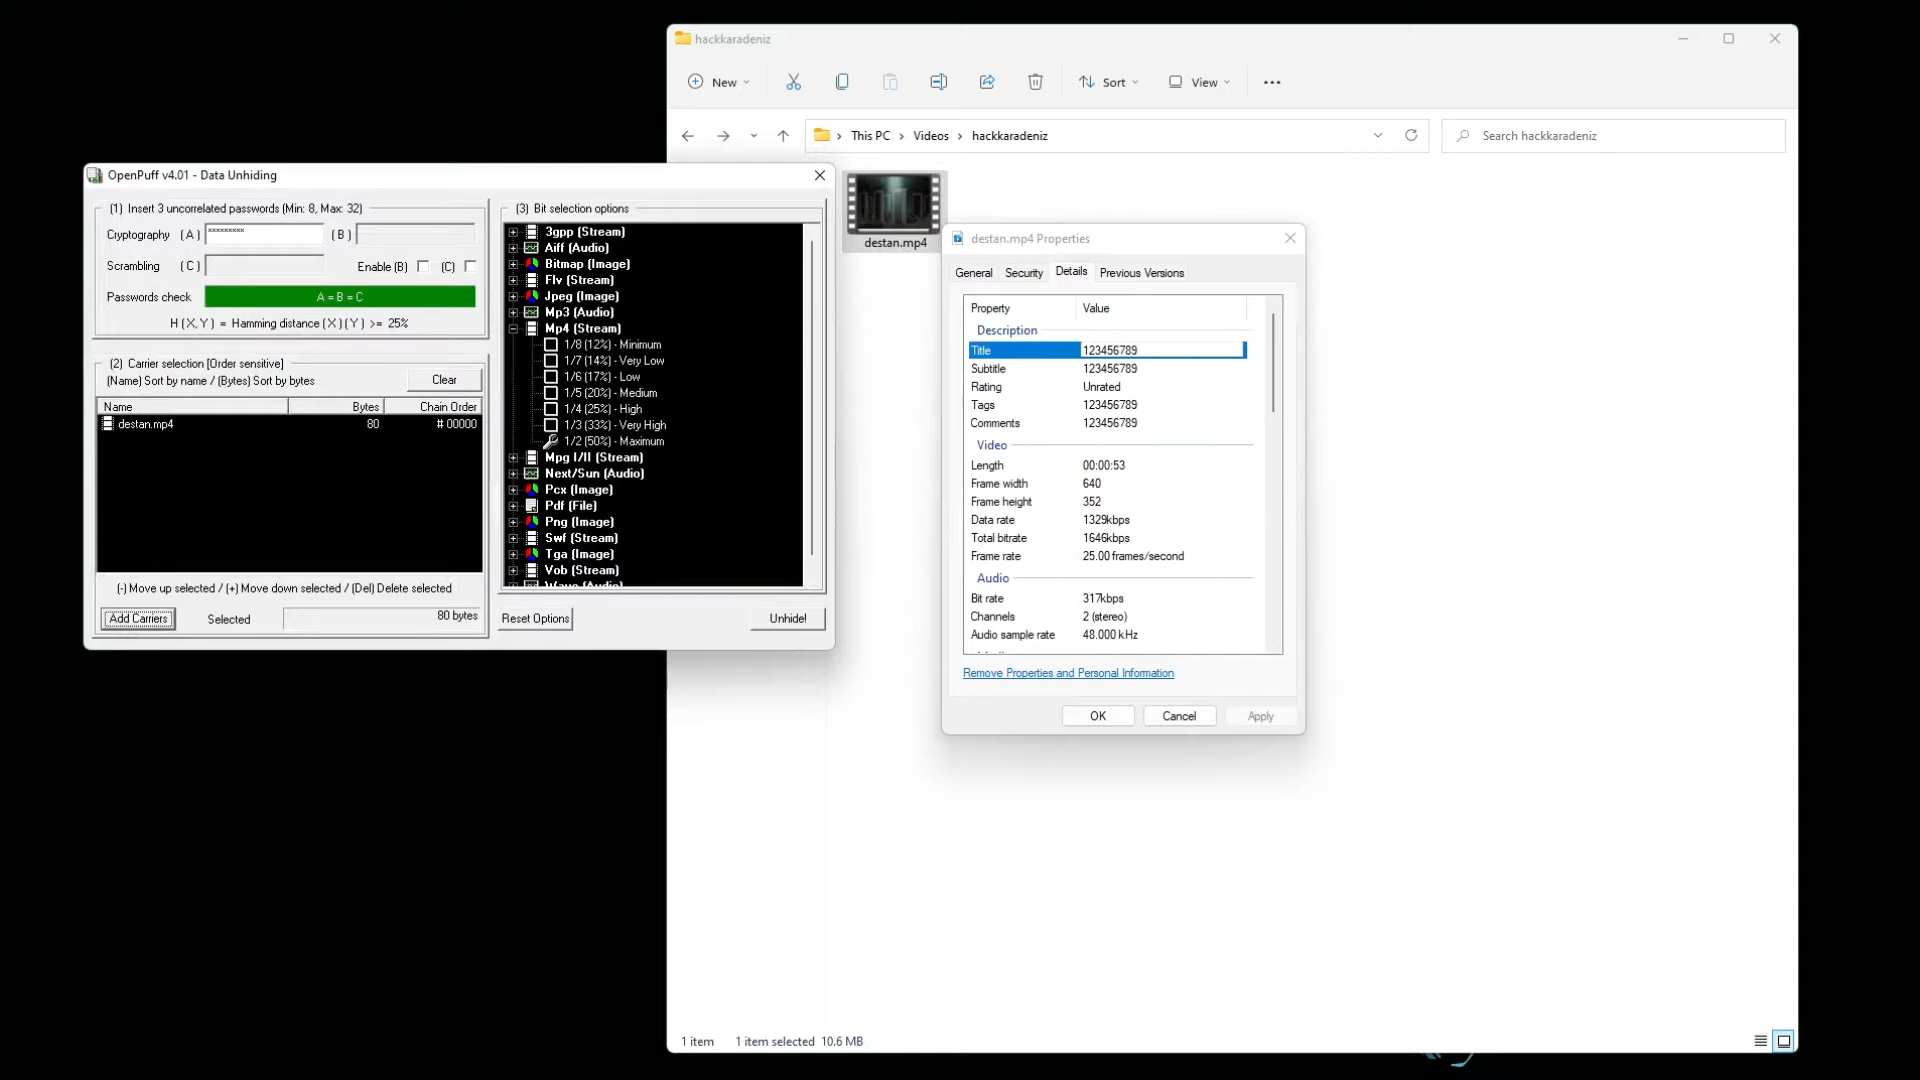 hackkaradeniz
New
Sort
View
This PC > Videos > hackkaradeniz
Search hackkaradeniz
OpenPuff v4.01 - Data Unhiding
(1) Insert 3 uncorrelated passwords (Min: 8, Max: 32)
Cryptography (A) ********* (B)
Scrambling (C) Enable (B) (C)
Passwords check A = B = C
H (X,Y) = Hamming distance (X)(Y) >= 25%
(2) Carrier selection [Order sensitive]
(Name) Sort by name / (Bytes) Sort by bytes
Clear
Name Bytes Chain Order
destan.mp4 80 # 00000
(-) Move up selected / (+) Move down selected / (Del) Delete selected
Add Carriers Selected 80 bytes
(3) Bit selection options
3gpp (Stream)
Aiff (Audio)
Bitmap (Image)
Flv (Stream)
Jpeg (Image)
Mp3 (Audio)
Mp4 (Stream)
1/8 (12%) - Minimum
1/7 (14%) - Very Low
1/6 (17%) - Low
1/5 (20%) - Medium
1/4 (25%) - High
1/3 (33%) - Very High
1/2 (50%) - Maximum
Mpg I/II (Stream)
Next/Sun (Audio)
Pcx (Image)
Pdf (File)
Png (Image)
Swf (Stream)
Tga (Image)
Vob (Stream)
Wave (Audio)
Reset Options Unhide!
destan.mp4
destan.mp4 Properties
General Security Details Previous Versions
Property Value
Description
Title 123456789
Subtitle 123456789
Rating Unrated
Tags 123456789
Comments 123456789
Video
Length 00:00:53
Frame width 640
Frame height 352
Data rate 1329kbps
Total bitrate 1646kbps
Frame rate 25.00 frames/second
Audio
Bit rate 317kbps
Channels 2 (stereo)
Audio sample rate 48.000 kHz
Remove Properties and Personal Information
OK Cancel Apply
1 item 1 item selected 10.6 MB